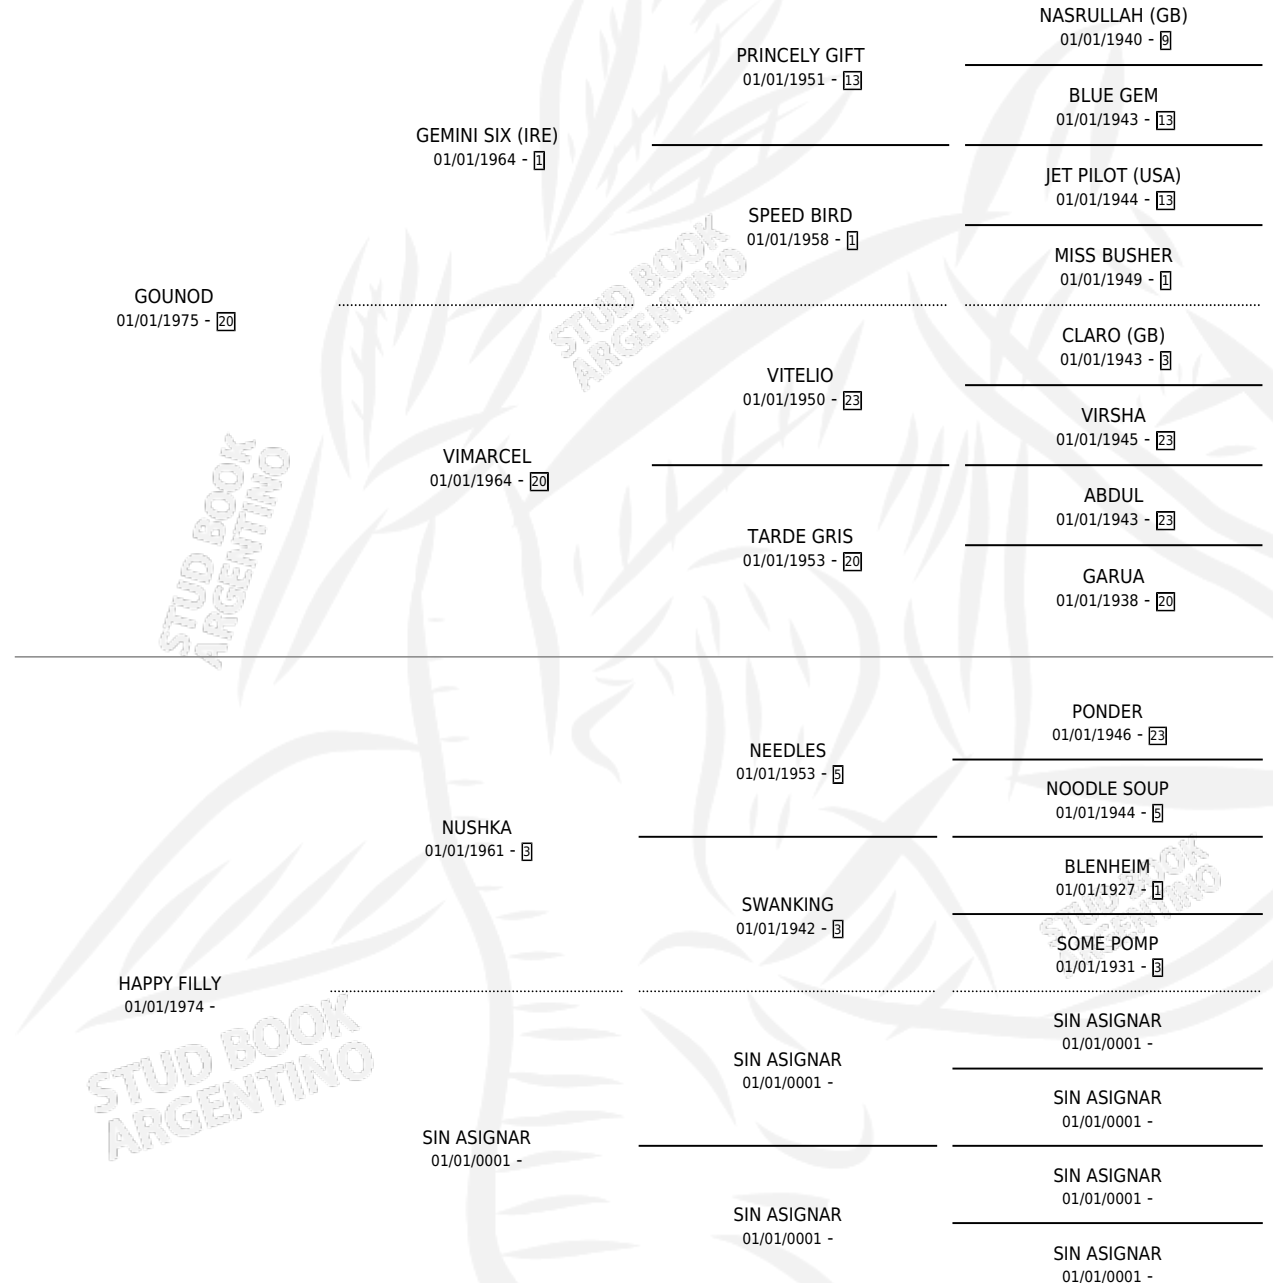 NASRULLAH (GB)
01/01/1940 - 9
PRINCELY GIFT
01/01/1951 - 13
BLUE GEM
01/01/1943 - 13
GEMINI SIX (IRE)
01/01/1964 - 1
JET PILOT (USA)
01/01/1944 - 13
SPEED BIRD
01/01/1958 - 1
MISS BUSHER
01/01/1949 - 1
GOUNOD
01/01/1975 - 20
CLARO (GB)
01/01/1943 - 3
VITELIO
01/01/1950 - 23
VIRSHA
01/01/1945 - 23
VIMARCEL
01/01/1964 - 20
ABDUL
01/01/1943 - 23
TARDE GRIS
01/01/1953 - 20
GARUA
01/01/1938 - 20
PONDER
01/01/1946 - 23
NEEDLES
01/01/1953 - 5
NOODLE SOUP
01/01/1944 - 5
NUSHKA
01/01/1961 - 3
BLENHEIM
01/01/1927 - 1
SWANKING
01/01/1942 - 3
SOME POMP
01/01/1931 - 3
HAPPY FILLY
01/01/1974 -
SIN ASIGNAR
01/01/0001 -
SIN ASIGNAR
01/01/0001 -
SIN ASIGNAR
01/01/0001 -
SIN ASIGNAR
01/01/0001 -
SIN ASIGNAR
01/01/0001 -
SIN ASIGNAR
01/01/0001 -
SIN ASIGNAR
01/01/0001 -
STUD BOOK
ARGENTINO
STUD BOOK
ARGENTINO
STUD BOOK
ARGENTINO
STUD BOOK
ARGENTINO